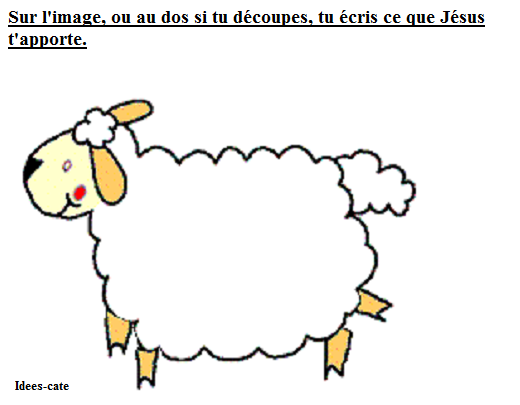 Sur l'image, ou au dos si tu découpes, tu écris ce que Jésus
t'apporte.
Idees-cate